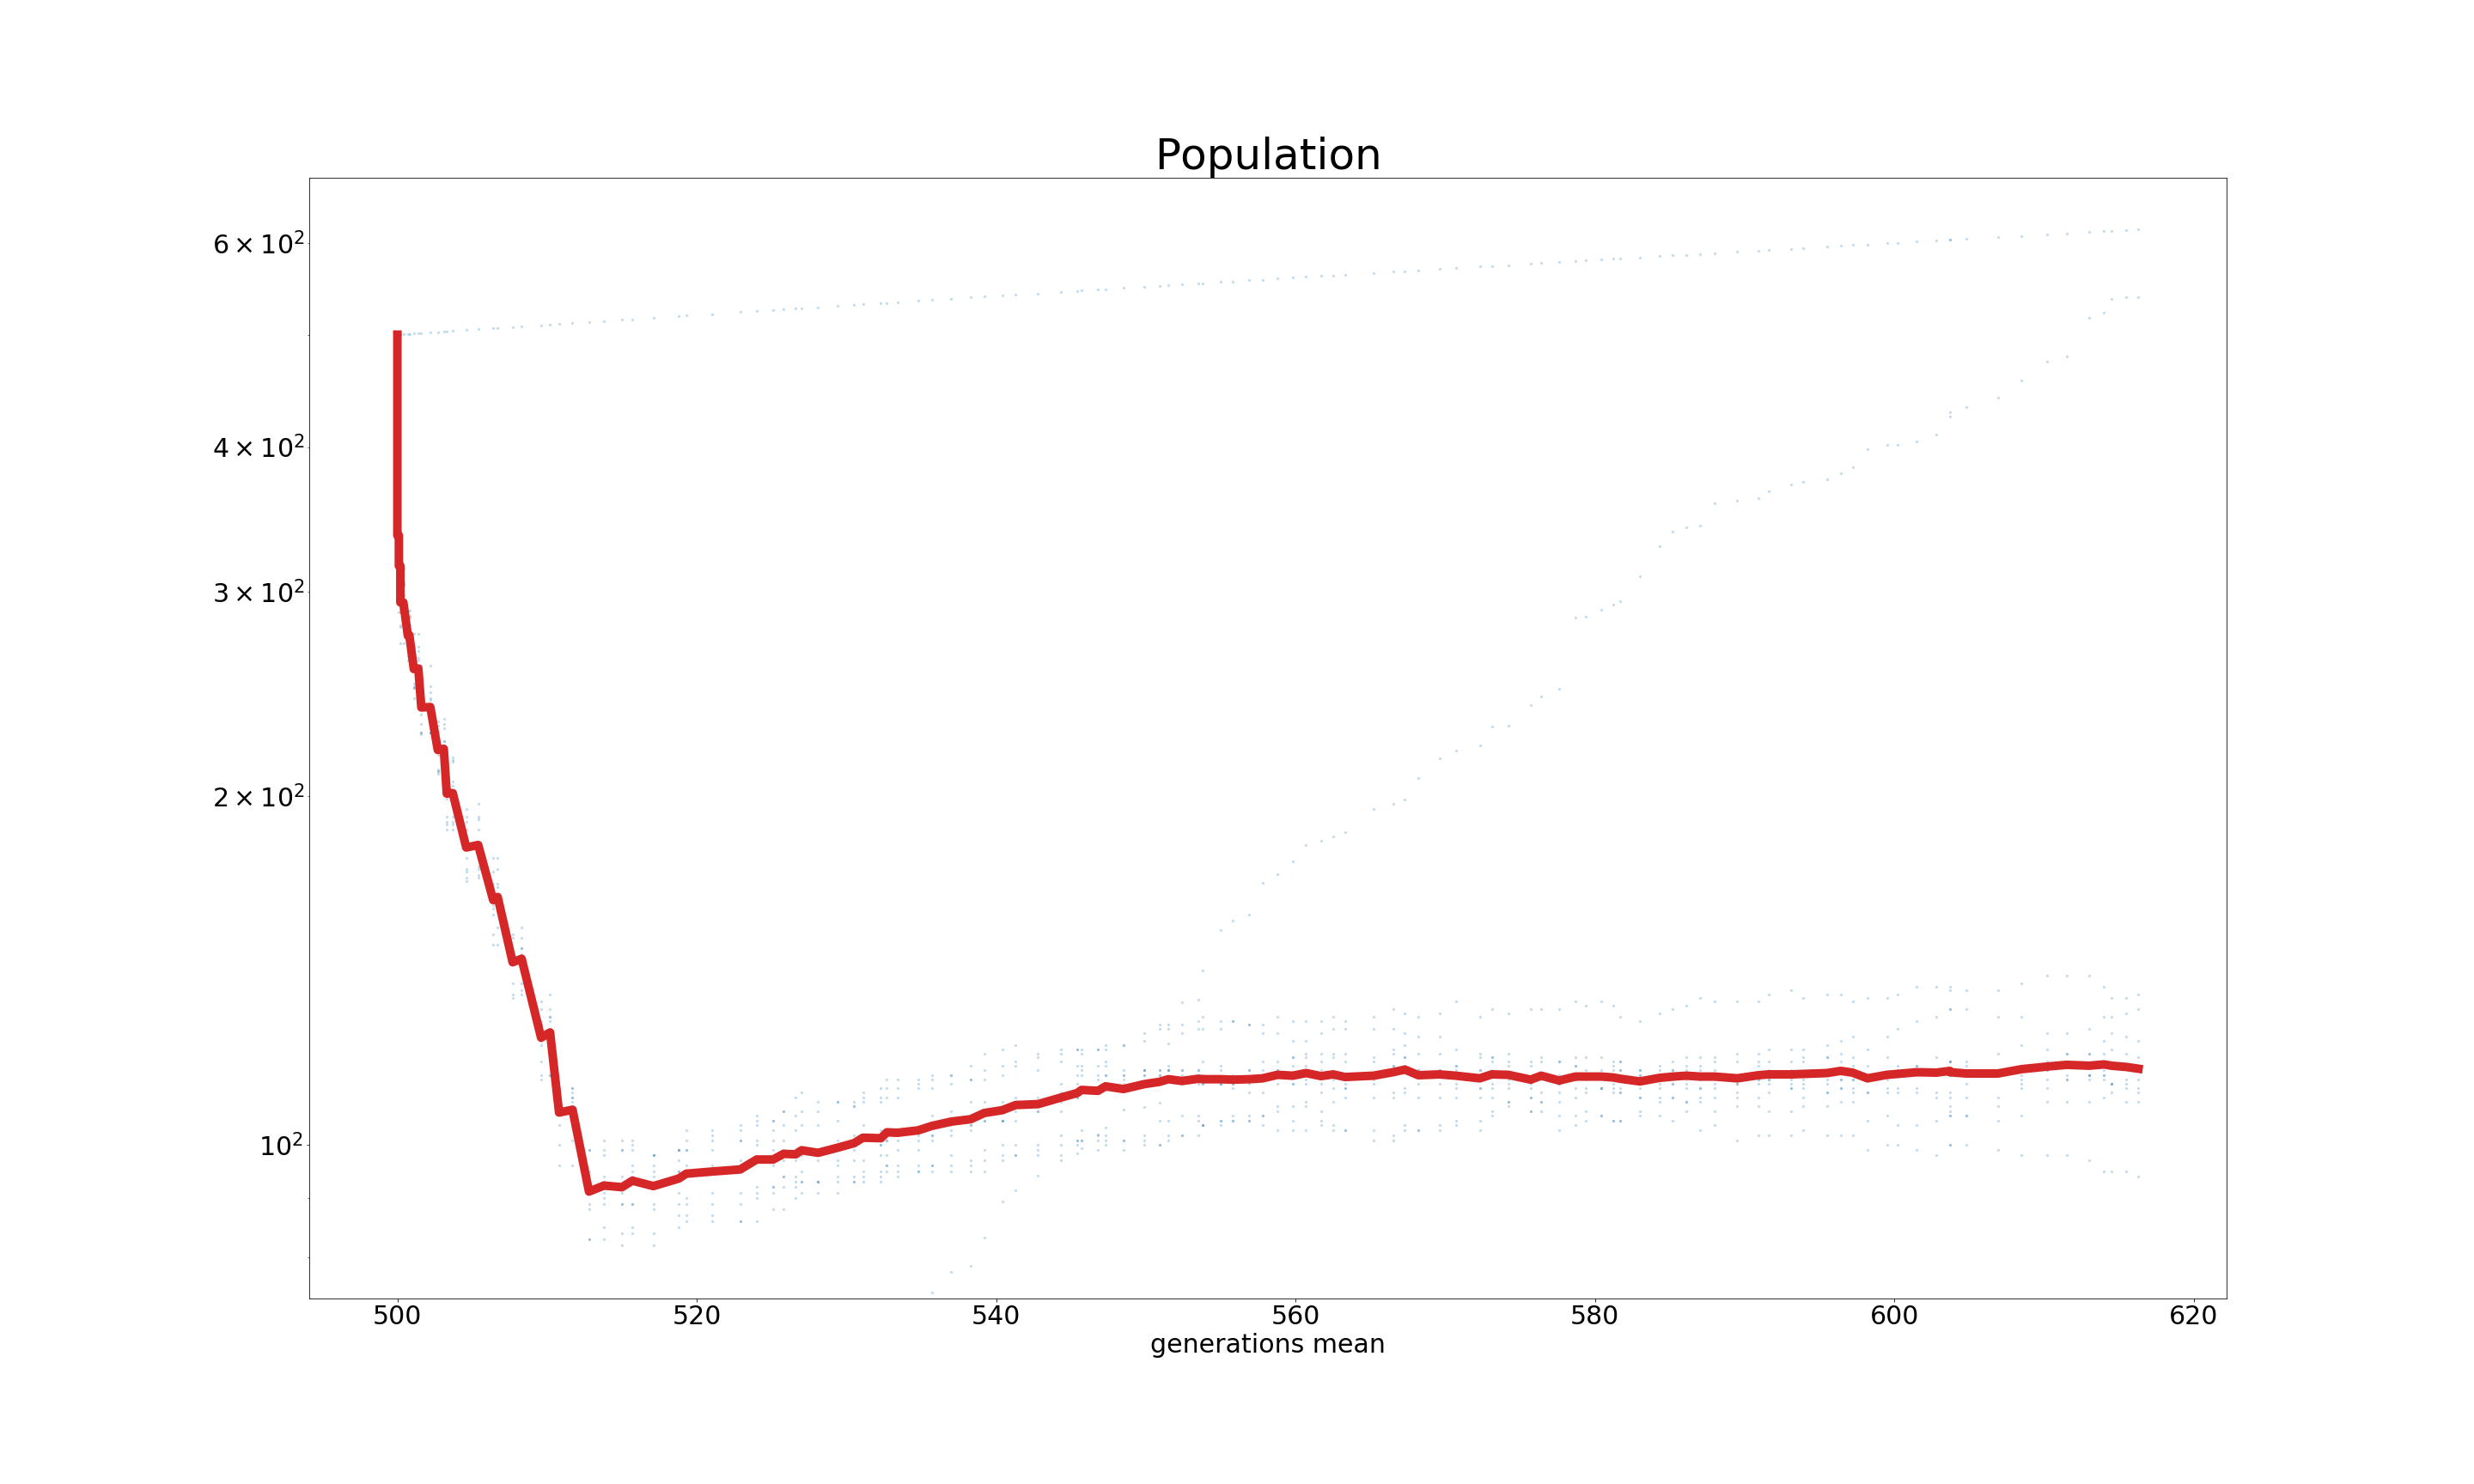 Population
6 × 10²
4 × 10²
3 × 10²
2 × 10²
10²
500 520 540 560 580 600 620
generations mean